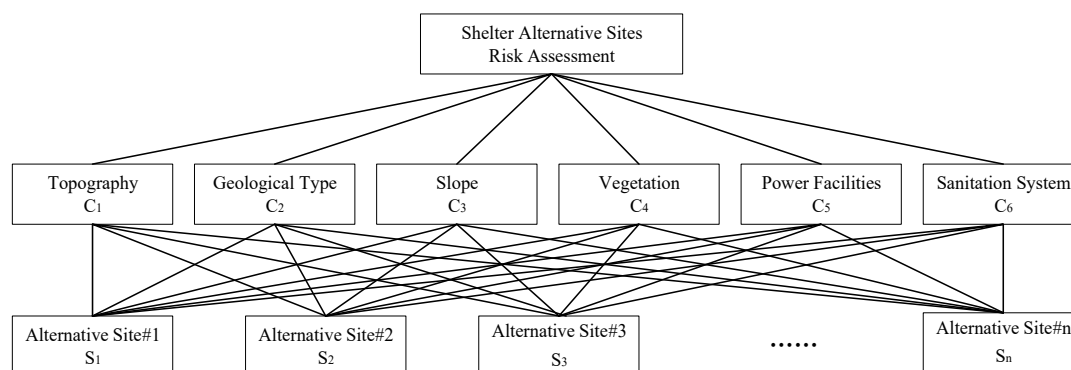 Shelter Alternative Sites
Risk Assessment
Topography
C1
Geological Type
C2
Slope
C3
Vegetation
C4
Power Facilities
C5
Sanitation System
C6
Alternative Site#1
S1
Alternative Site#2
S2
Alternative Site#3
S3
……
Alternative Site#n
Sn